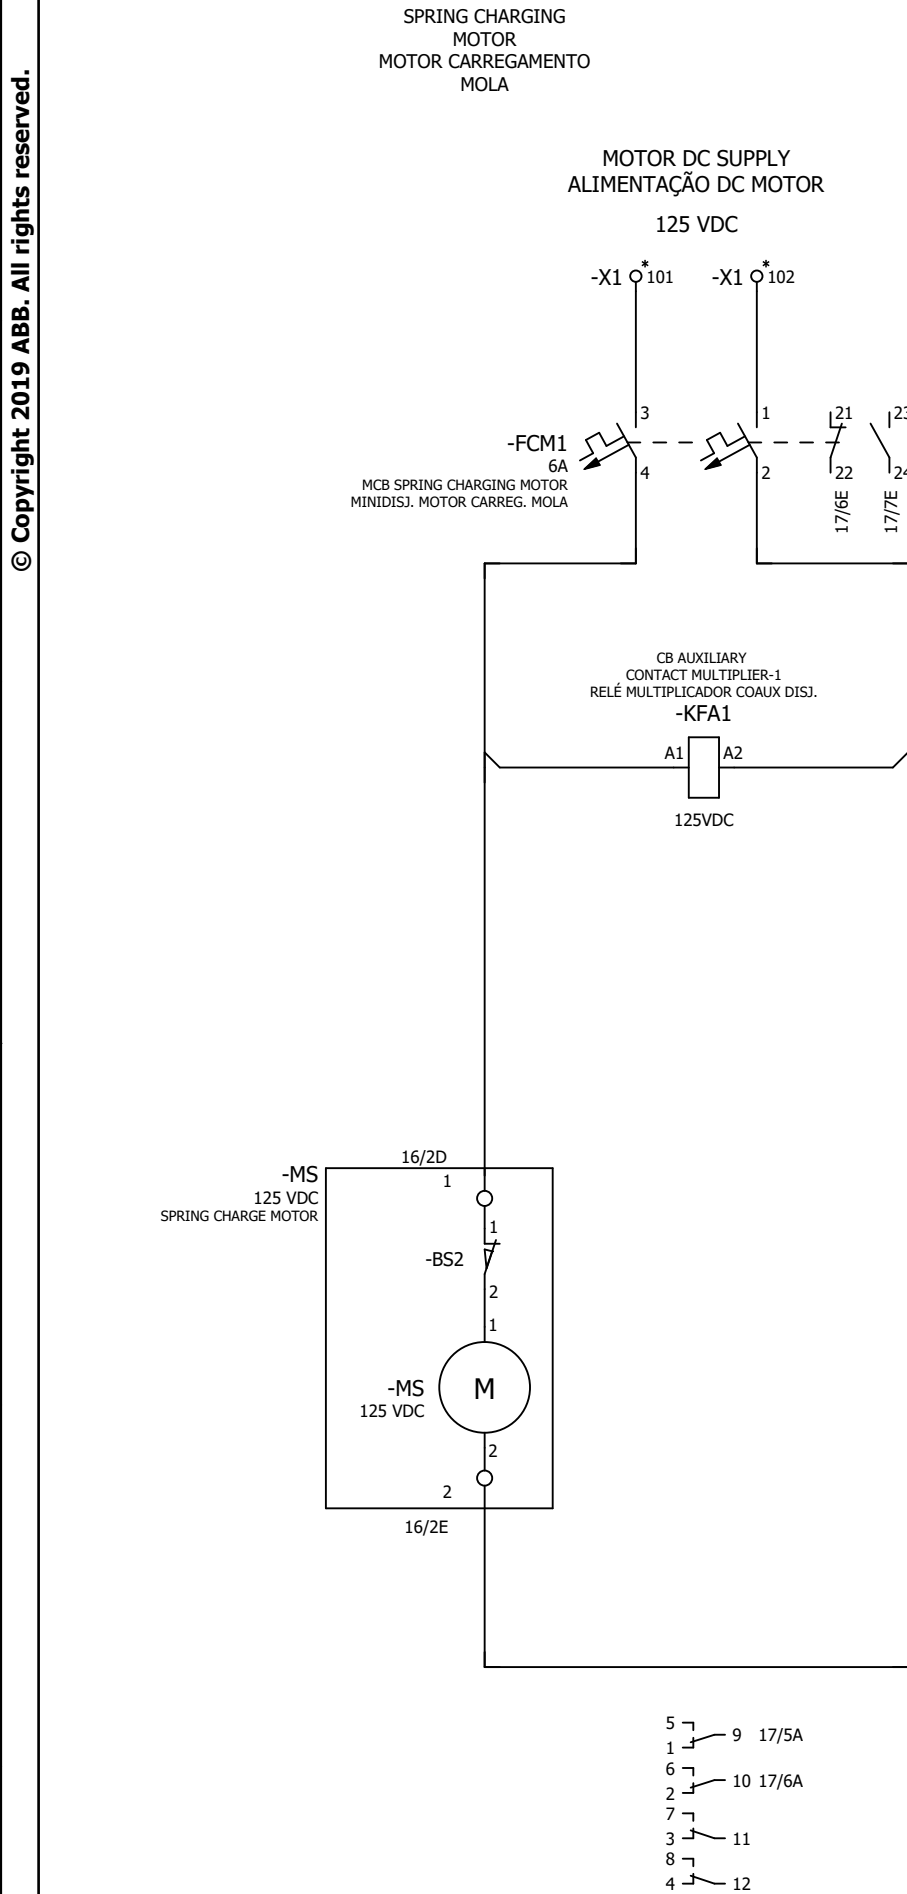 © Copyright 2019 ABB. All rights reserved.
SPRING CHARGING
MOTOR
MOTOR CARREGAMENTO
MOLA
MOTOR DC SUPPLY
ALIMENTAÇÃO DC MOTOR
125 VDC
-X1 * 101
-X1 * 102
3
1
21
23
-FCM1
6A
4
2
22
24
MCB SPRING CHARGING MOTOR
MINIDISJ. MOTOR CARREG. MOLA
17/6E
17/7E
CB AUXILIARY
CONTACT MULTIPLIER-1
RELÉ MULTIPLICADOR COAUX DISJ.
-KFA1
A1
A2
125VDC
16/2D
-MS
125 VDC
SPRING CHARGE MOTOR
1
1
-BS2
2
1
-MS
125 VDC
M
2
2
16/2E
5
1
9 17/5A
6
2
10 17/6A
7
3
11
8
4
12